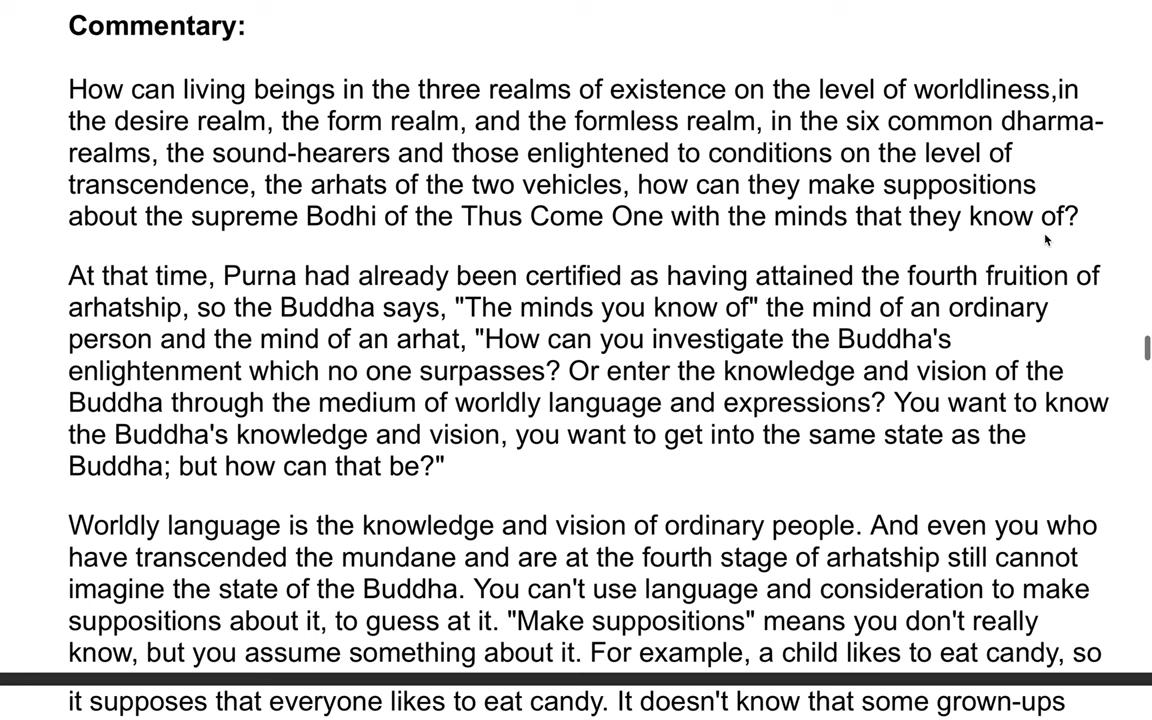 Commentary:
How can living beings in the three realms of existence on the level of worldliness,in
the desire realm, the form realm, and the formless realm, in the six common dharma-
realms, the sound-hearers and those enlightened to conditions on the level of
transcendence, the arhats of the two vehicles, how can they make suppositions
about the supreme Bodhi of the Thus Come One with the minds that they know of?
At that time, Purna had already been certified as having attained the fourth fruition of
arhatship, so the Buddha says, "The minds you know of" the mind of an ordinary
person and the mind of an arhat, "How can you investigate the Buddha's
enlightenment which no one surpasses? Or enter the knowledge and vision of the
Buddha through the medium of worldly language and expressions? You want to know
the Buddha's knowledge and vision, you want to get into the same state as the
Buddha; but how can that be?"
Worldly language is the knowledge and vision of ordinary people. And even you who
have transcended the mundane and are at the fourth stage of arhatship still cannot
imagine the state of the Buddha. You can't use language and consideration to make
suppositions about it, to guess at it. "Make suppositions" means you don't really
know, but you assume something about it. For example, a child likes to eat candy, so
it supposes that everyone likes to eat candy. It doesn't know that some grown-ups